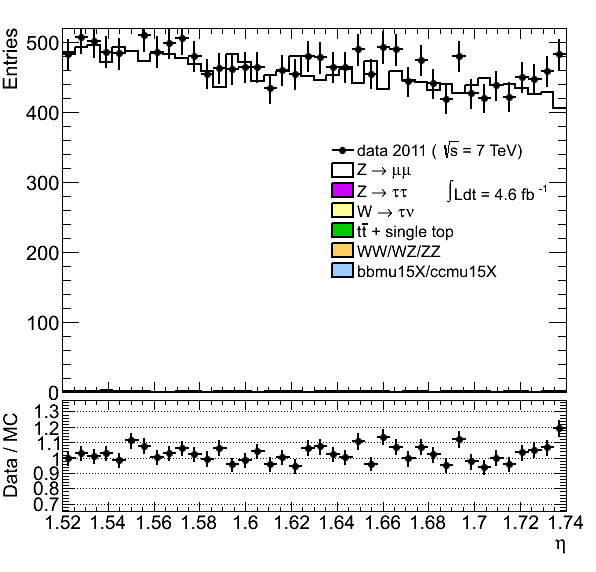 Entries
500
400
300
200
100
0
data 2011 ( √s = 7 TeV)
Z → μμ
Z → ττ
∫Ldt = 4.6 fb⁻¹
W → τν
tt̄ + single top
WW/WZ/ZZ
bbmu15X/ccmu15X
Data / MC
1.3
1.2
1.1
1
0.9
0.8
0.7
1.52 1.54 1.56 1.58 1.6 1.62 1.64 1.66 1.68 1.7 1.72 1.74
η